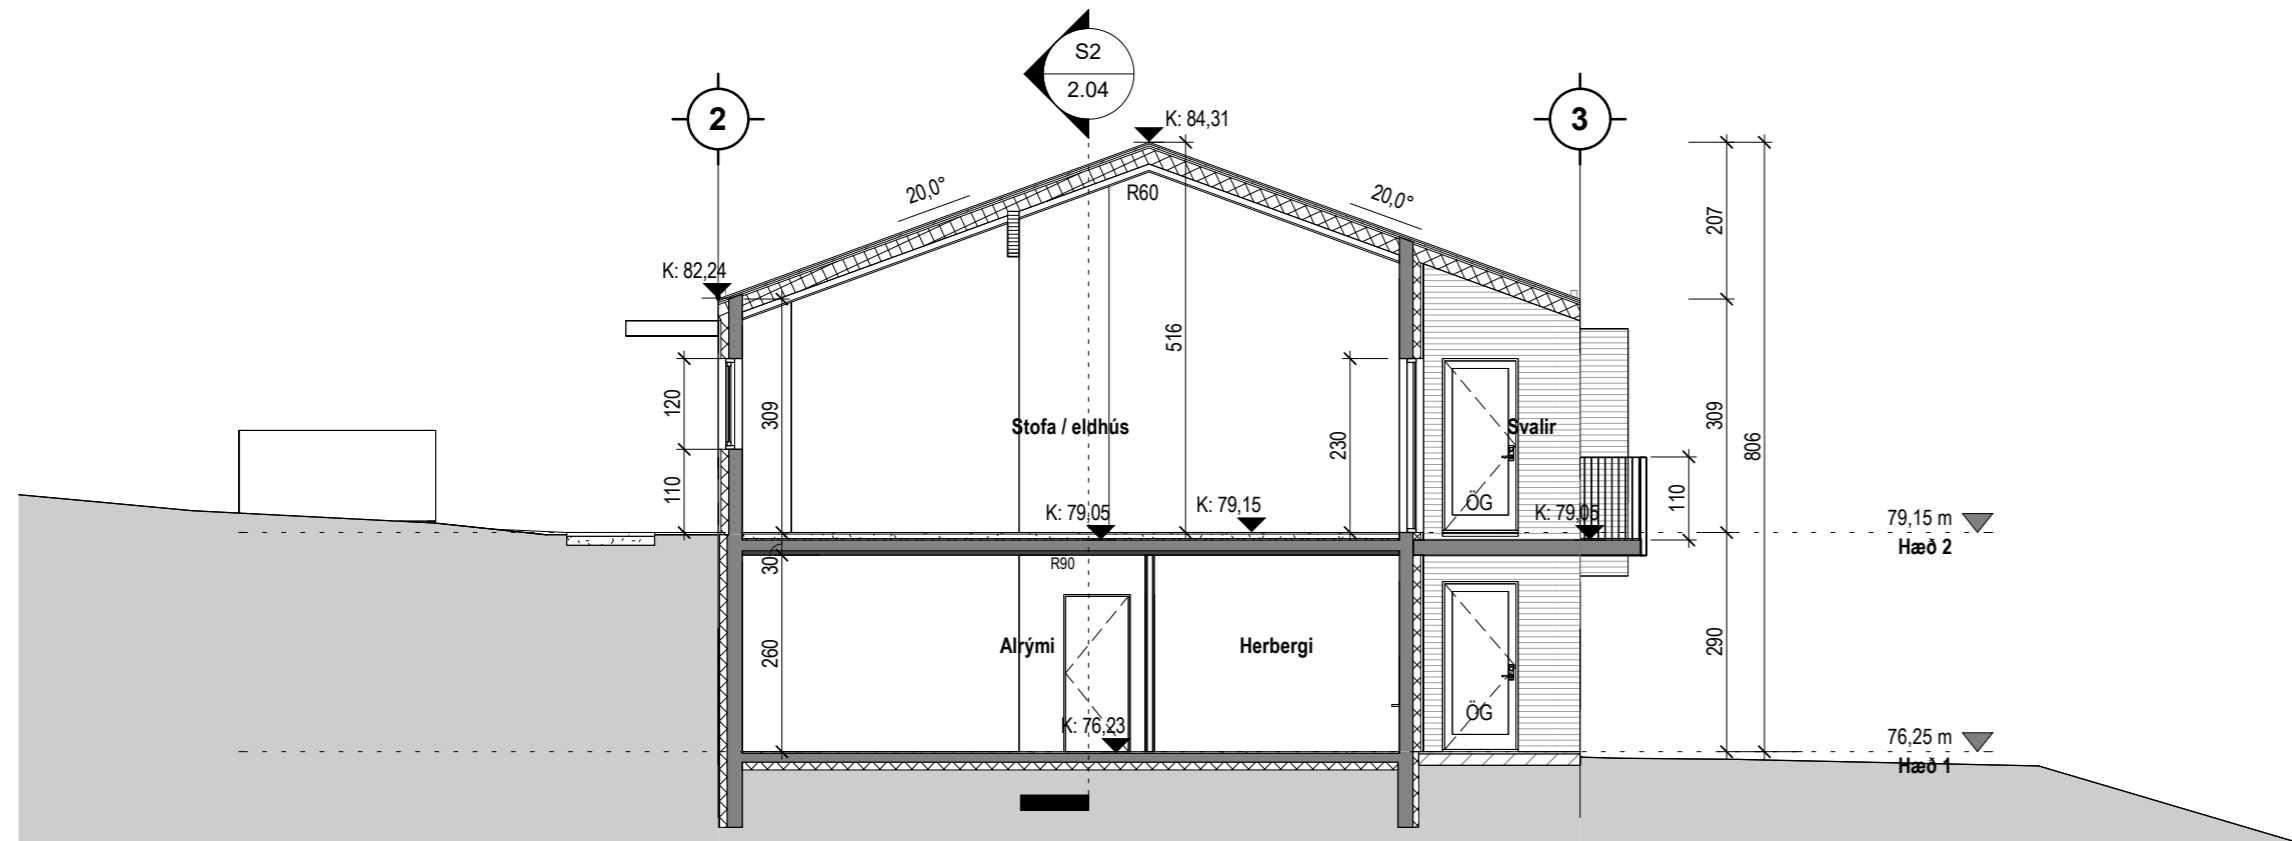 S2
2.04
2
3
K: 84,31
20,0°
R60
20,0°
207
K: 82,24
516
120
309
Stofa / eldhús
230
Svalir
309
806
110
ÖG
110
K: 79,05
K: 79,15
K: 79,05
79,15 m
Hæð 2
30
R90
260
Alrými
Herbergi
290
ÖG
K: 76,23
76,25 m
Hæð 1